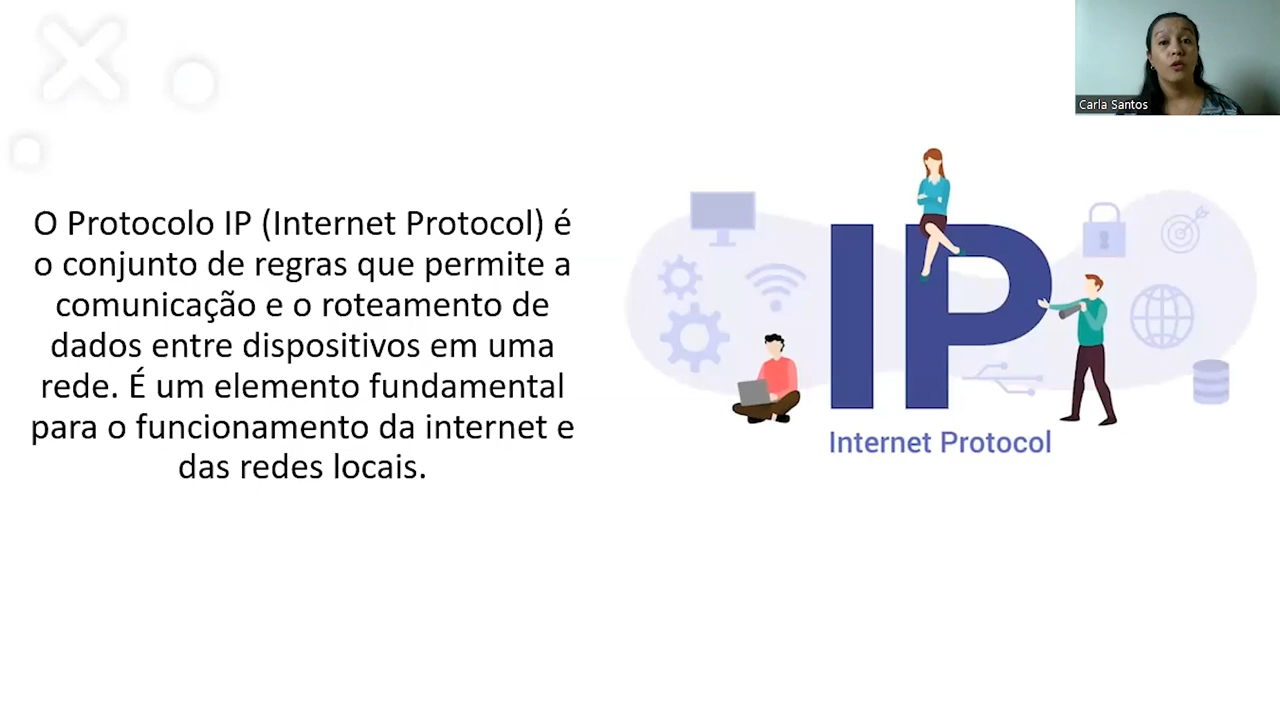 Carla Santos
O Protocolo IP (Internet Protocol) é
o conjunto de regras que permite a
comunicação e o roteamento de
dados entre dispositivos em uma
rede. É um elemento fundamental
para o funcionamento da internet e
das redes locais.
IP
Internet Protocol